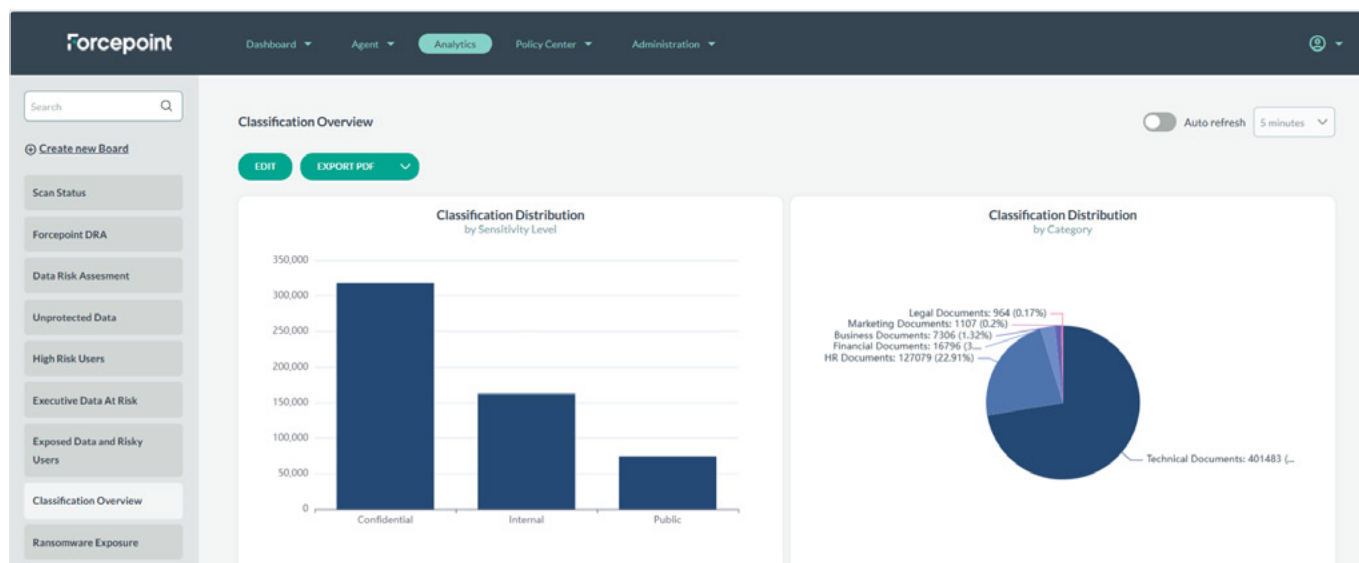 Forcepoint
Dashboard
Agent
Analytics
Policy Center
Administration
Search
Create new Board
Scan Status
Forcepoint DRA
Data Risk Assesment
Unprotected Data
High Risk Users
Executive Data At Risk
Exposed Data and Risky
Users
Classification Overview
Ransomware Exposure
Classification Overview
Auto refresh
5 minutes
EDIT
EXPORT PDF
Classification Distribution
by Sensitivity Level
350,000
300,000
250,000
200,000
150,000
100,000
50,000
0
Confidential
Internal
Public
Classification Distribution
by Category
Legal Documents: 964 (0.17%)
Marketing Documents: 1107 (0.2%)
Business Documents: 7306 (1.32%)
Financial Documents: 16796 (3....
HR Documents: 127079 (22.91%)
Technical Documents: 401483 (...